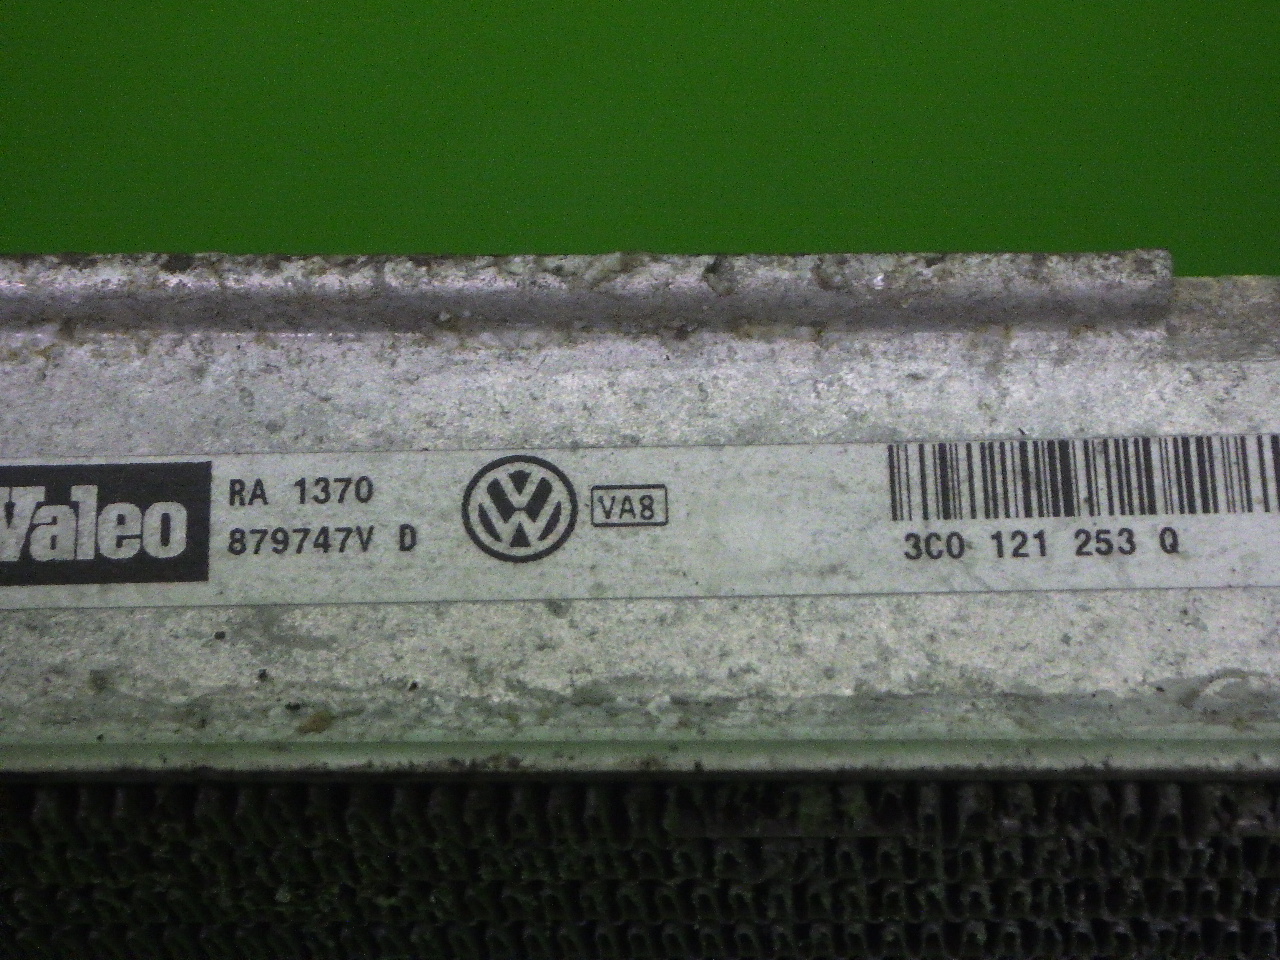 Valeo
RA 1370
879747V D
VA8
3C0 121 253 Q